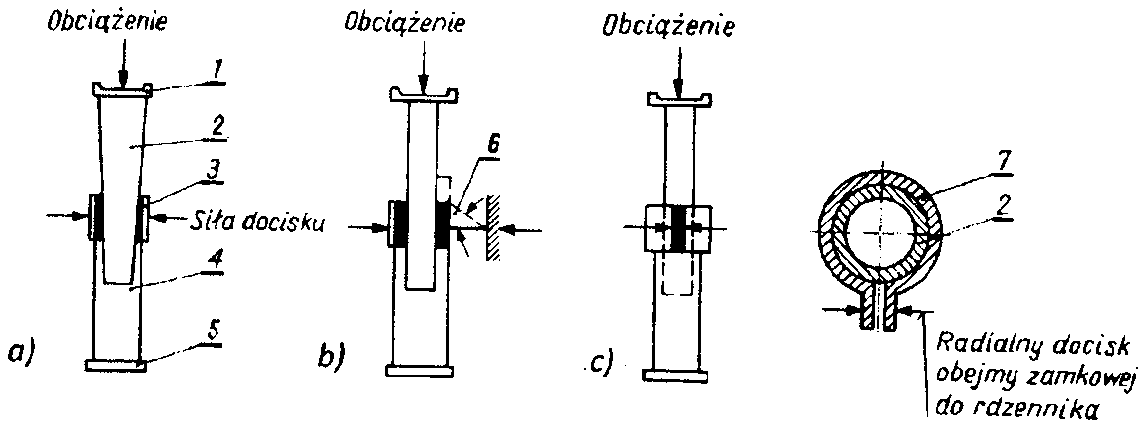 Obciążenie
Obciążenie
Obciążenie
1
2
3
Siła docisku
4
5
a)
6
b)
c)
7
2
Radialny docisk
obejmy zamkowej
do rdzennika